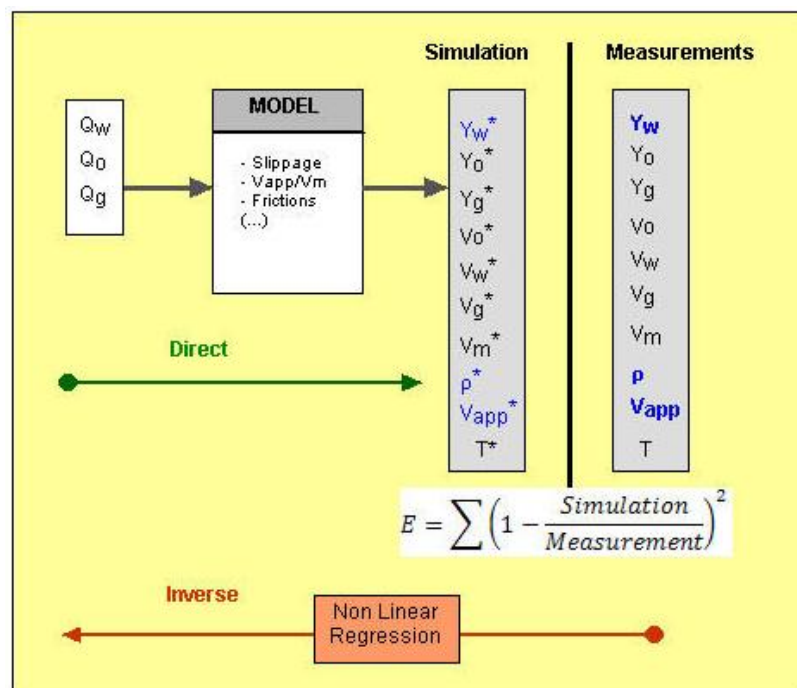 Simulation
Measurements
Qw
Qo
Qg
MODEL
- Slippage
- Vapp/Vm
- Frictions
(...)
Yw*
Yo*
Yg*
Vo*
Vw*
Vg*
Vm*
ρ*
Vapp*
T*
Yw
Yo
Yg
Vo
Vw
Vg
Vm
ρ
Vapp
T
Direct
E = ∑ (1 − Simulation / Measurement)²
Inverse
Non Linear
Regression